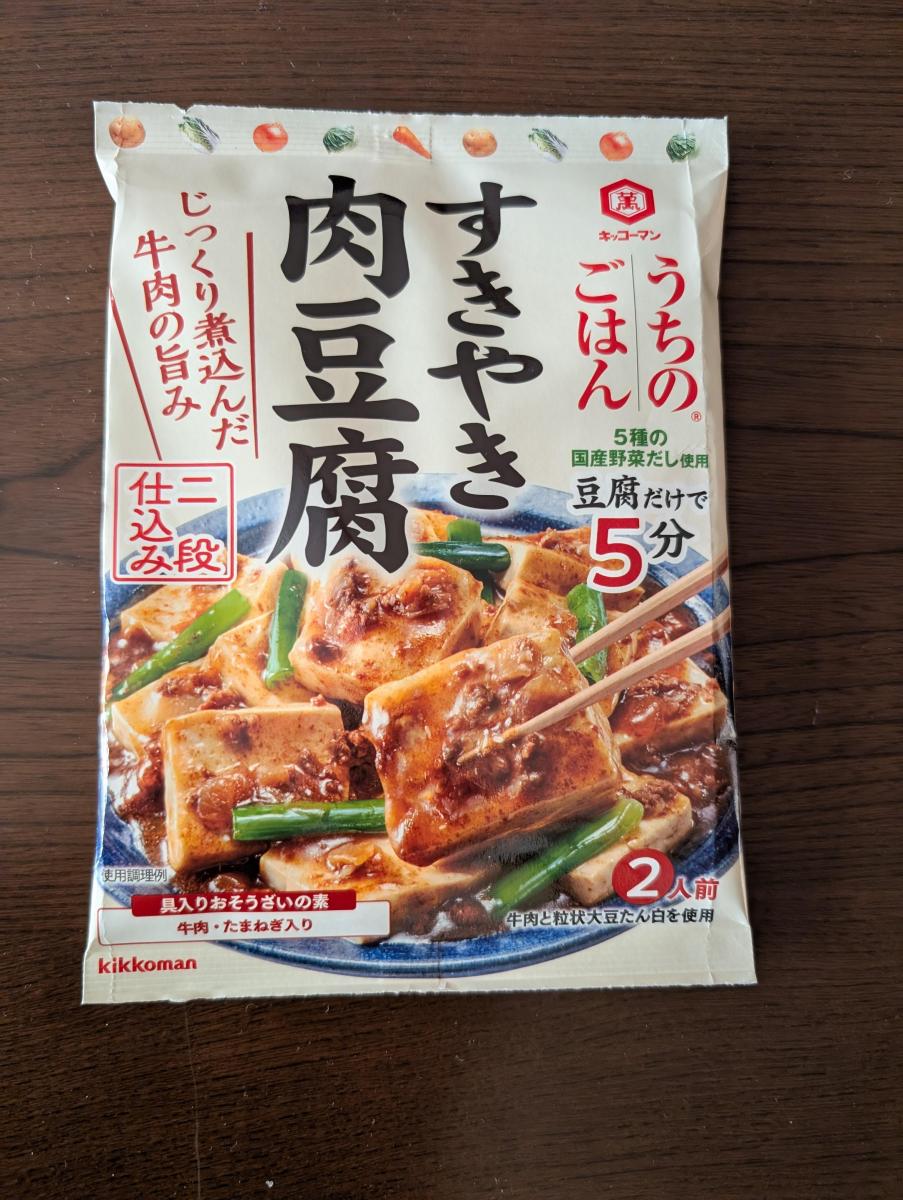 萬
キッコーマン
うちの®
ごはん
5種の
国産野菜だし使用
豆腐だけで
5分
すきやき
肉豆腐
じっくり煮込んだ
牛肉の旨み
二段
仕込み
使用調理例
具入りおそうざいの素
牛肉・たまねぎ入り
2人前
牛肉と粒状大豆たん白を使用
kikkoman